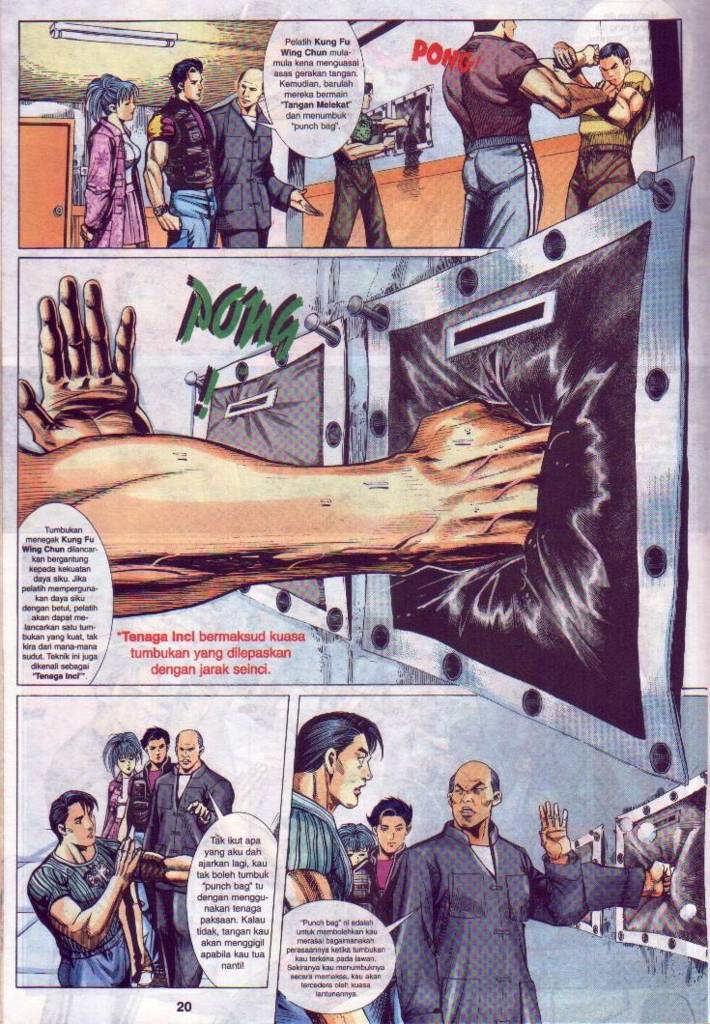 Pelatih Kung Fu
Wing Chun mula-
mula kena menguasai
asas gerakan tangan.
Kemudian, barulah
mereka bermain
"Tangan Melekat"
dan menumbuk
"punch bag".
PONG!
PONG
!
Tumbukan
menegak Kung Fu
Wing Chun dilancar-
kan bergantung
kepada kekuatan
daya siku. Jika
pelatih memperguna-
kan daya siku
dengan betul, pelatih
akan dapat me-
lancarkan satu tum-
bukan yang kuat, tak
kira dari mana-mana
sudut. Teknik ini juga
dikenali sebagai
"Tenaga Inci"*.
*Tenaga Inci bermaksud kuasa
tumbukan yang dilepaskan
dengan jarak seinci.
Tak ikut apa
yang aku dah
ajarkan lagi, kau
tak boleh tumbuk
"punch bag" tu
dengan menggu-
nakan tenaga
paksaan. Kalau
tidak, tangan kau
akan menggigil
apabila kau tua
nanti!
"Punch bag" ni adalah
untuk membolehkan kau
merasai bagaimanakah
perasaannya ketika tumbukan
kau terkena pada lawan.
Sekiranya kau menumbuknya
secara memaksa, kau akan
tercedera oleh kuasa
lantunannya.
20